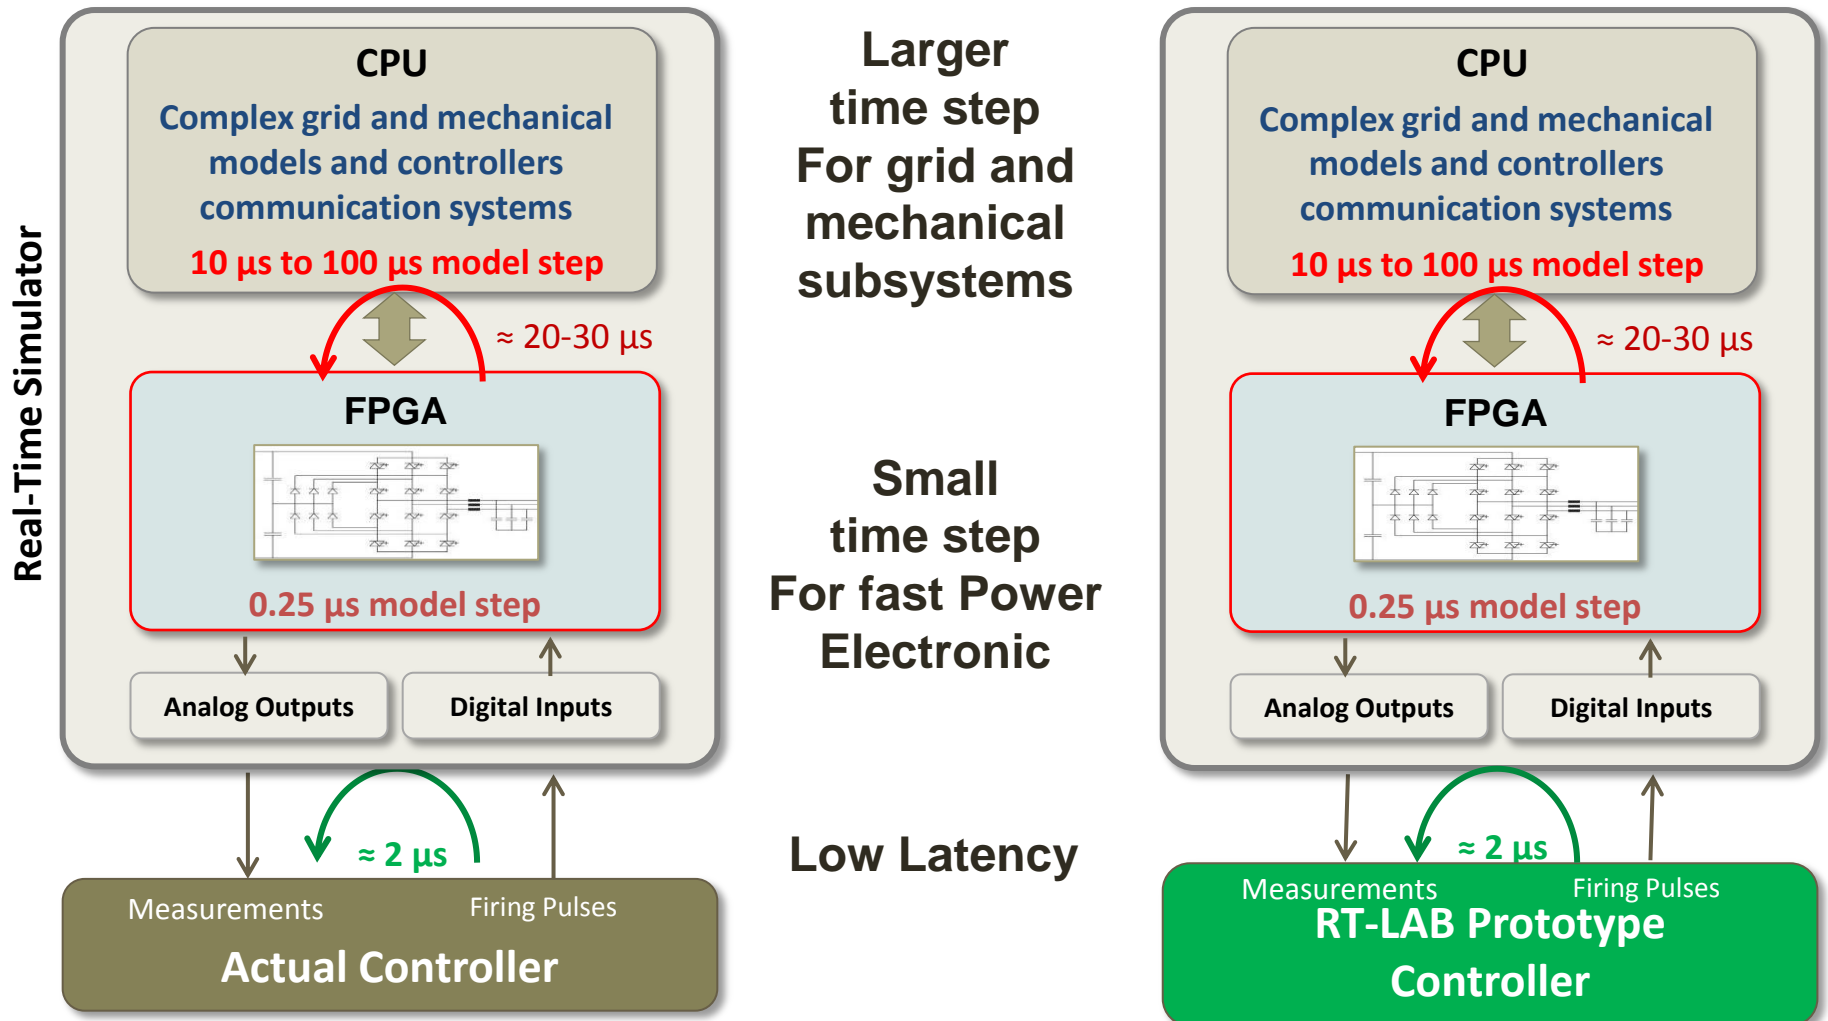 Real-Time Simulator
CPU
Complex grid and mechanical
models and controllers
communication systems
10 µs to 100 µs model step
≈ 20-30 µs
FPGA
0.25 µs model step
Analog Outputs
Digital Inputs
≈ 2 µs
Measurements
Firing Pulses
Actual Controller
Larger
time step
For grid and
mechanical
subsystems
Small
time step
For fast Power
Electronic
Low Latency
CPU
Complex grid and mechanical
models and controllers
communication systems
10 µs to 100 µs model step
≈ 20-30 µs
FPGA
0.25 µs model step
Analog Outputs
Digital Inputs
≈ 2 µs
Measurements
Firing Pulses
RT-LAB Prototype
Controller